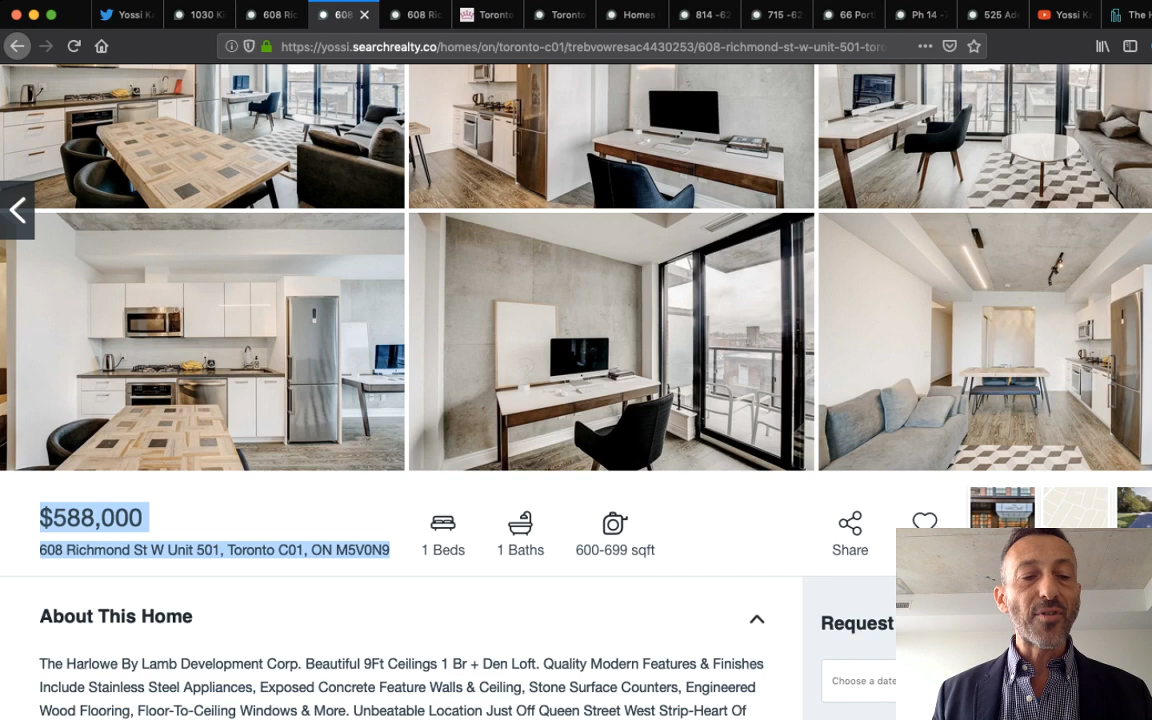 Yossi K
1030 Ki
608 Ric
608
608 Ric
Toronto
Toronto
Homes
814 -62
715 -62
66 Port
Ph 14 -
525 Ade
Yossi K
The H
https://yossi.searchrealty.co/homes/on/toronto-c01/trebvowresac4430253/608-richmond-st-w-unit-501-toro
$588,000
608 Richmond St W Unit 501, Toronto C01, ON M5V0N9
1 Beds
1 Baths
600-699 sqft
Share
About This Home
Request
The Harlowe By Lamb Development Corp. Beautiful 9Ft Ceilings 1 Br + Den Loft. Quality Modern Features & Finishes
Choose a date
Include Stainless Steel Appliances, Exposed Concrete Feature Walls & Ceiling, Stone Surface Counters, Engineered
Wood Flooring, Floor-To-Ceiling Windows & More. Unbeatable Location Just Off Queen Street West Strip-Heart Of